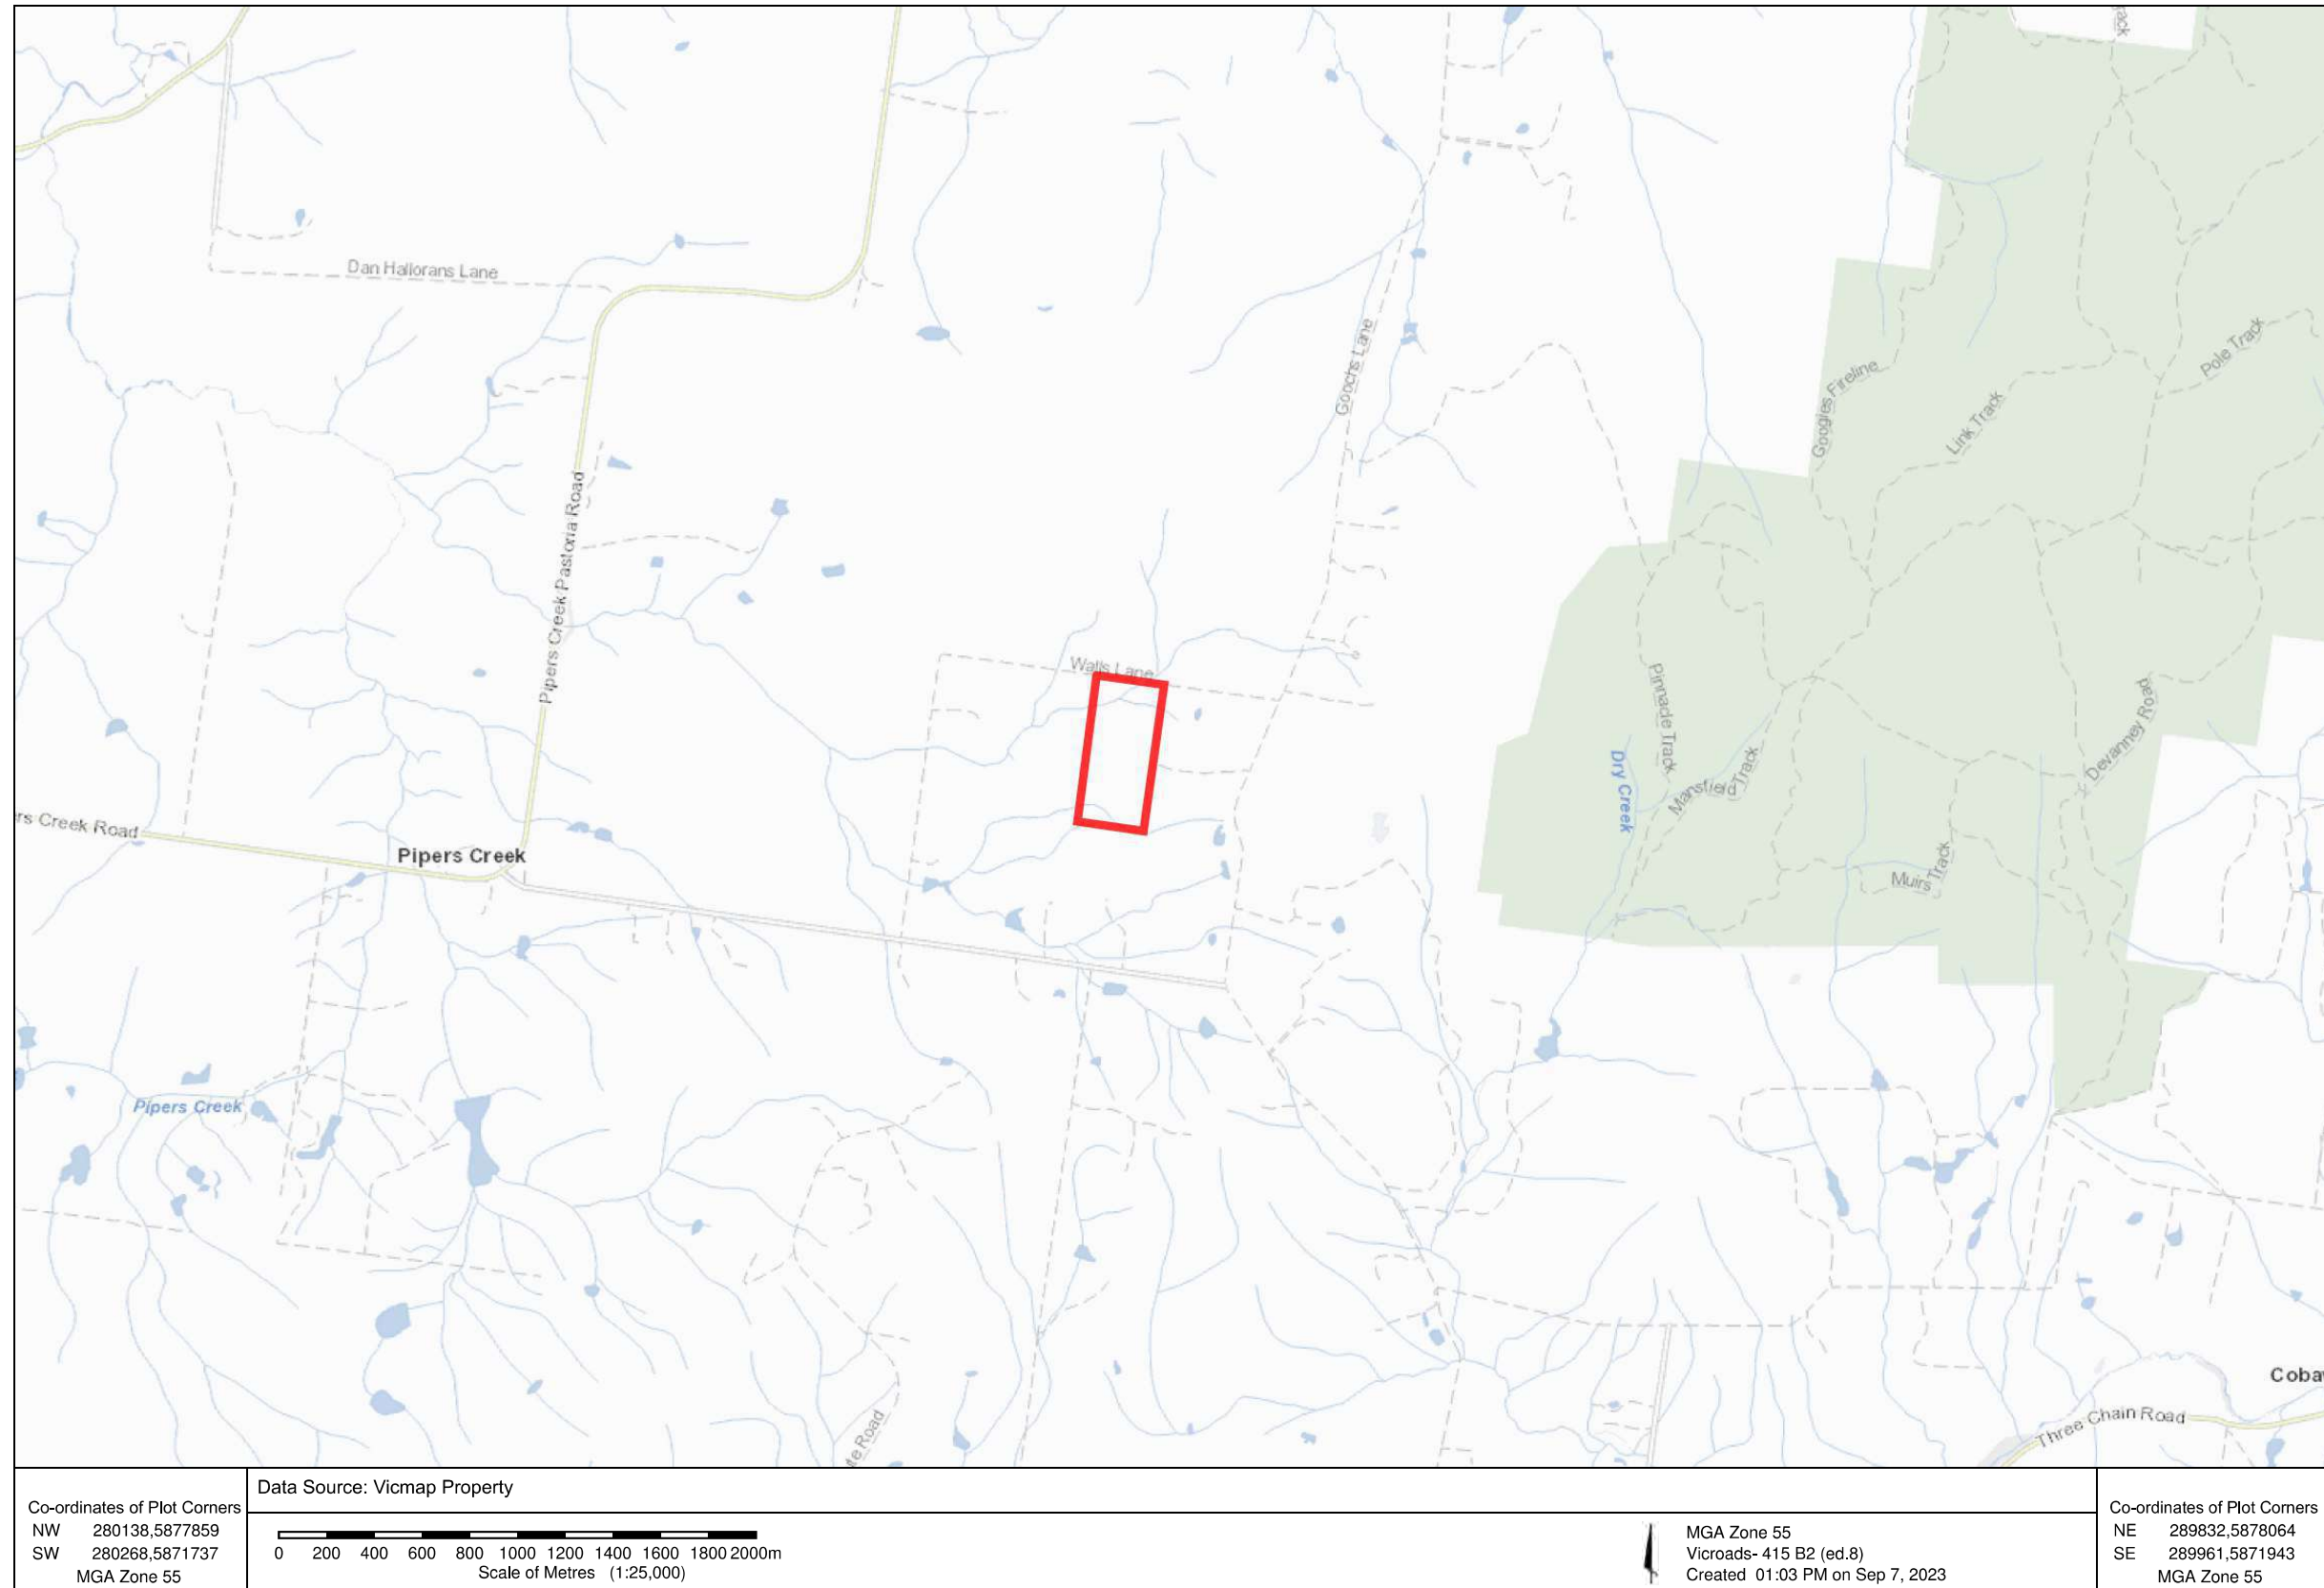 rack
Dan Hallorans Lane
Goochs Lane
Googles Fireline
Link Track
Pole Track
Pipers Creek Pastoria Road
Walls Lane
Pinnacle Track
Mansfield Track
Dry Creek
Devanney Road
Muirs Track
rs Creek Road
Pipers Creek
Pipers Creek
te Road
Three Chain Road
Coba
Data Source: Vicmap Property
Co-ordinates of Plot Corners
NW 280138,5877859
SW 280268,5871737
MGA Zone 55
0 200 400 600 800 1000 1200 1400 1600 1800 2000m
Scale of Metres (1:25,000)
MGA Zone 55
Vicroads- 415 B2 (ed.8)
Created 01:03 PM on Sep 7, 2023
Co-ordinates of Plot Corners
NE 289832,5878064
SE 289961,5871943
MGA Zone 55